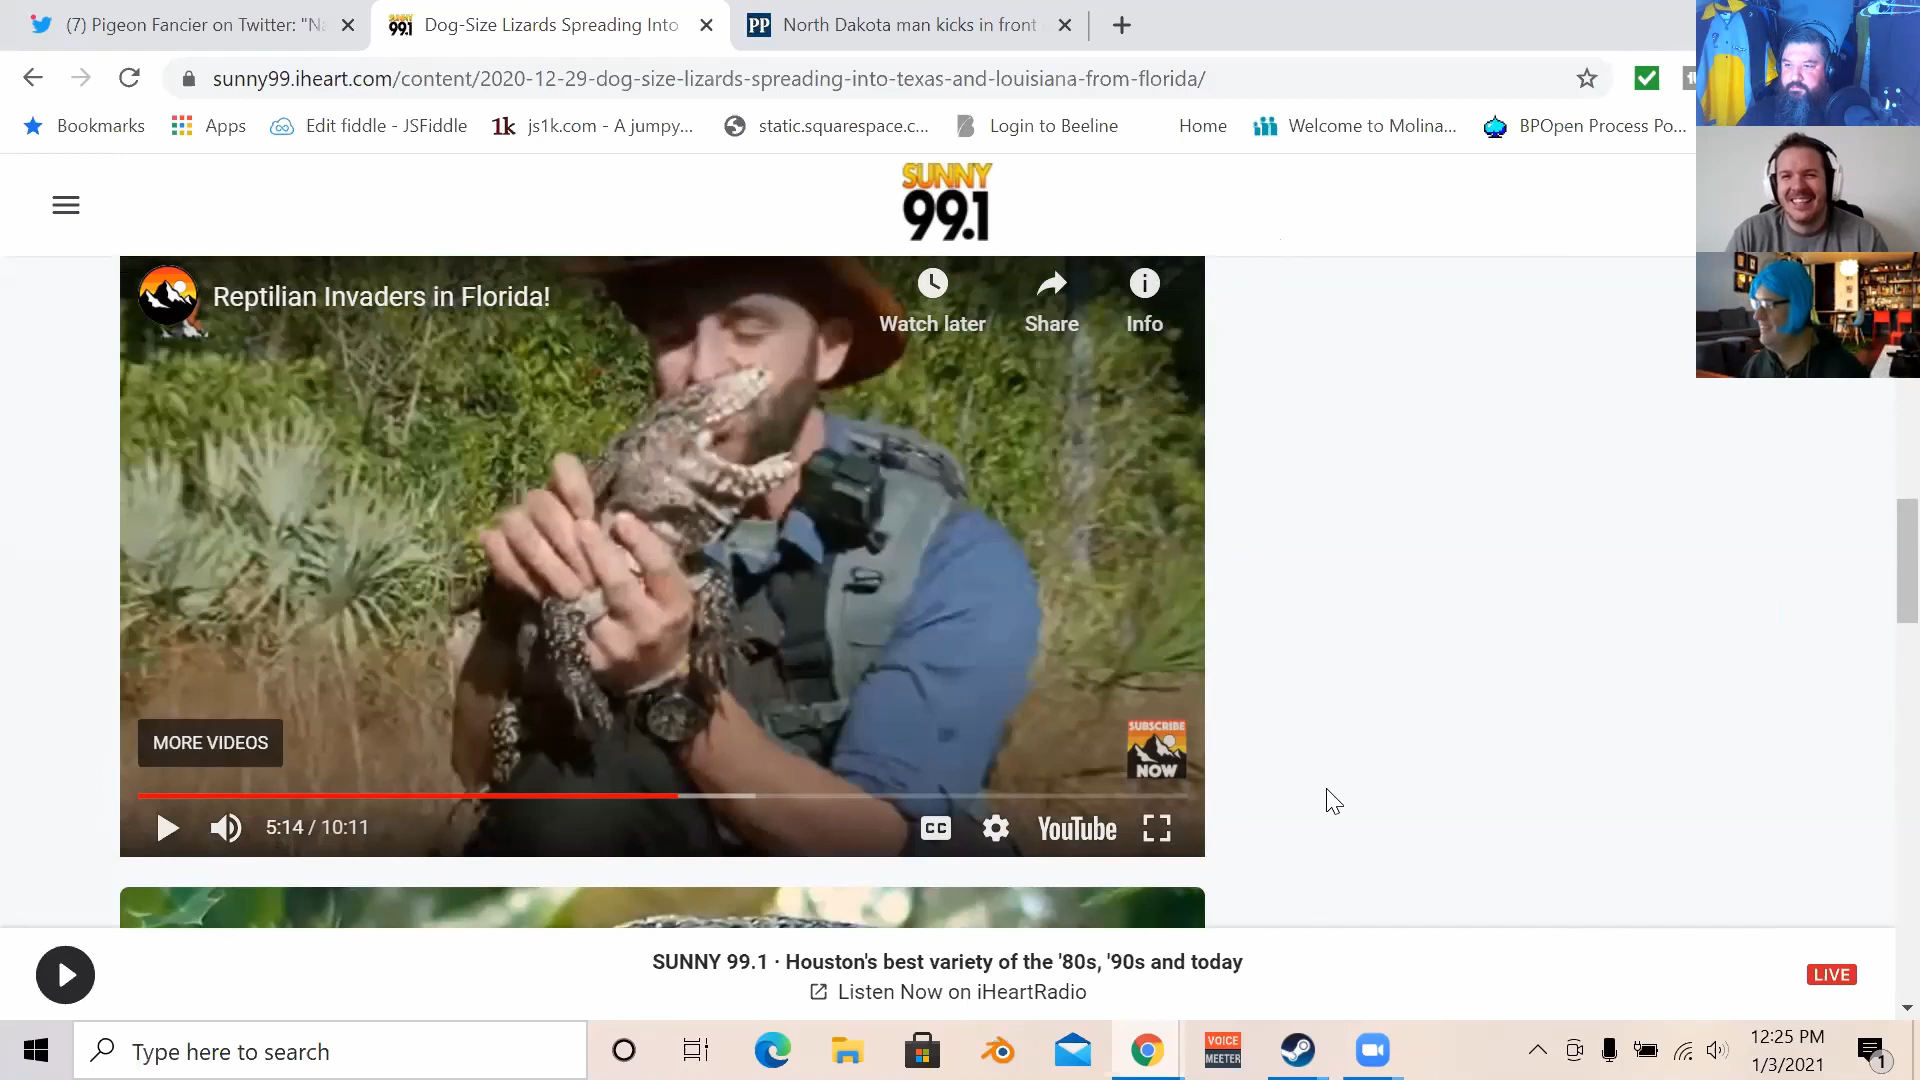 (7) Pigeon Fancier on Twitter: "Na
Dog-Size Lizards Spreading Into
PP
North Dakota man kicks in front
sunny99.iheart.com/content/2020-12-29-dog-size-lizards-spreading-into-texas-and-louisiana-from-florida/
Bookmarks
Apps
Edit fiddle - JSFiddle
1k
js1k.com - A jumpy...
static.squarespace.c...
Login to Beeline
Home
Welcome to Molina...
BPOpen Process Po...
SUNNY
99.1
Reptilian Invaders in Florida!
Watch later
Share
Info
MORE VIDEOS
SUBSCRIBE
NOW
5:14 / 10:11
CC
YouTube
SUNNY 99.1 · Houston's best variety of the '80s, '90s and today
Listen Now on iHeartRadio
LIVE
Type here to search
VOICE
MEETER
12:25 PM
1/3/2021
1